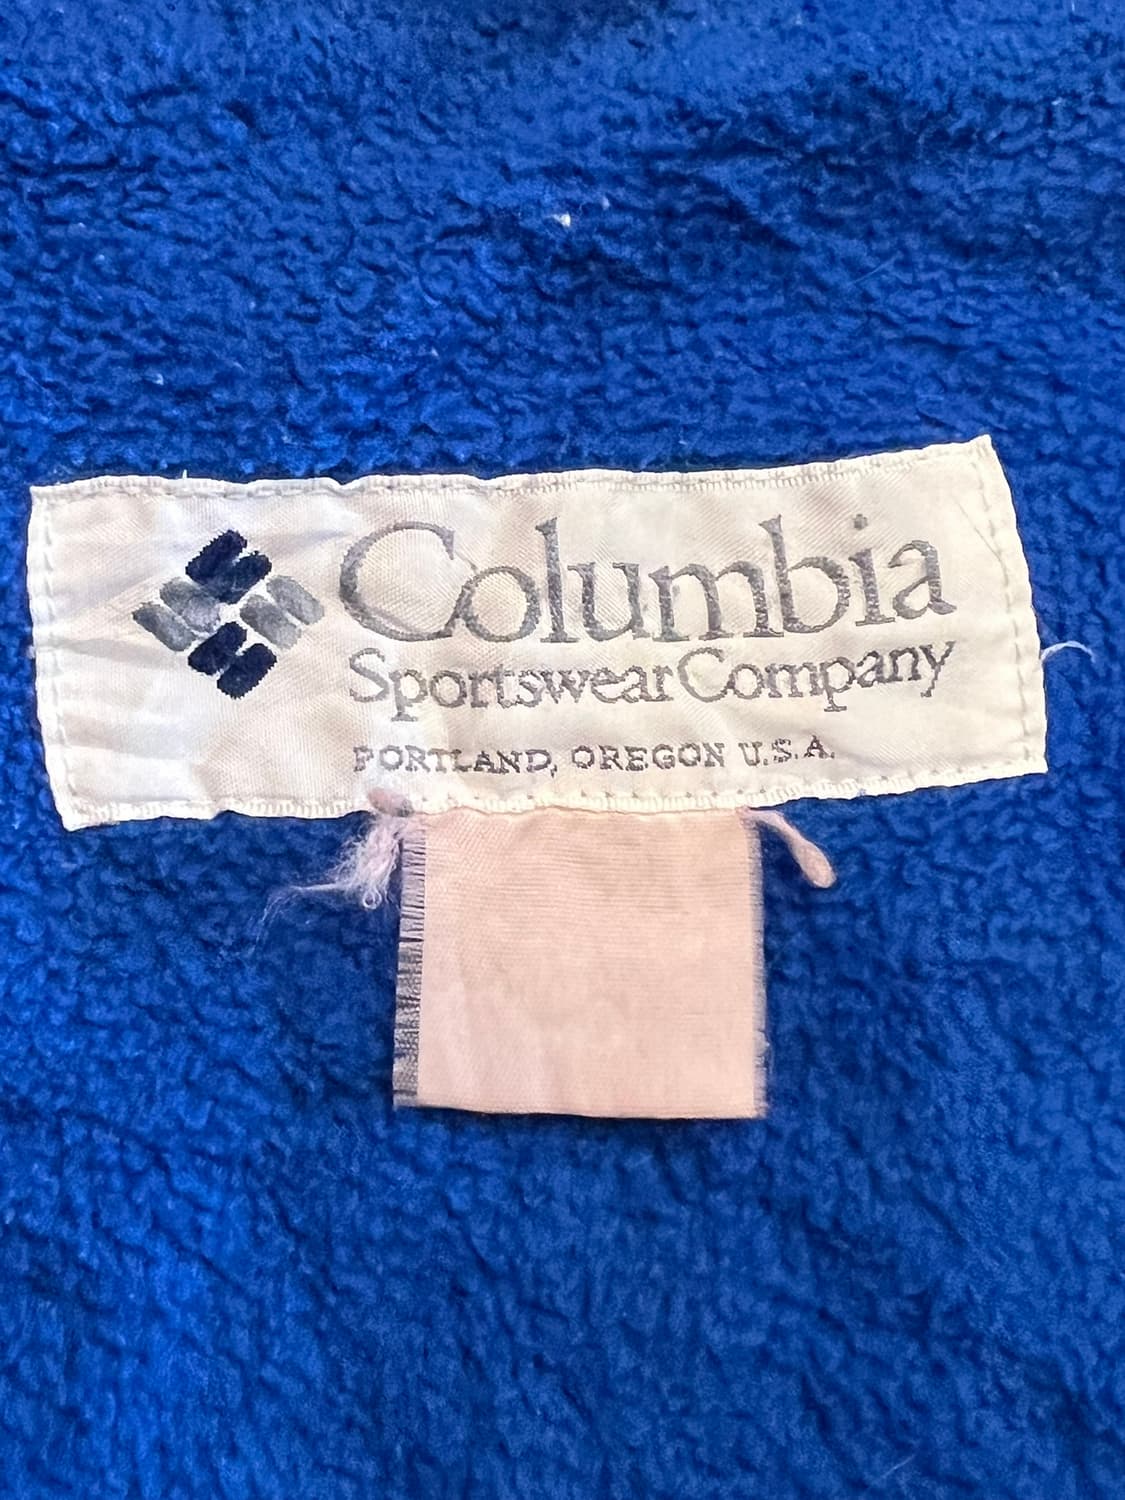 Columbia
Sportswear Company
PORTLAND, OREGON U.S.A.